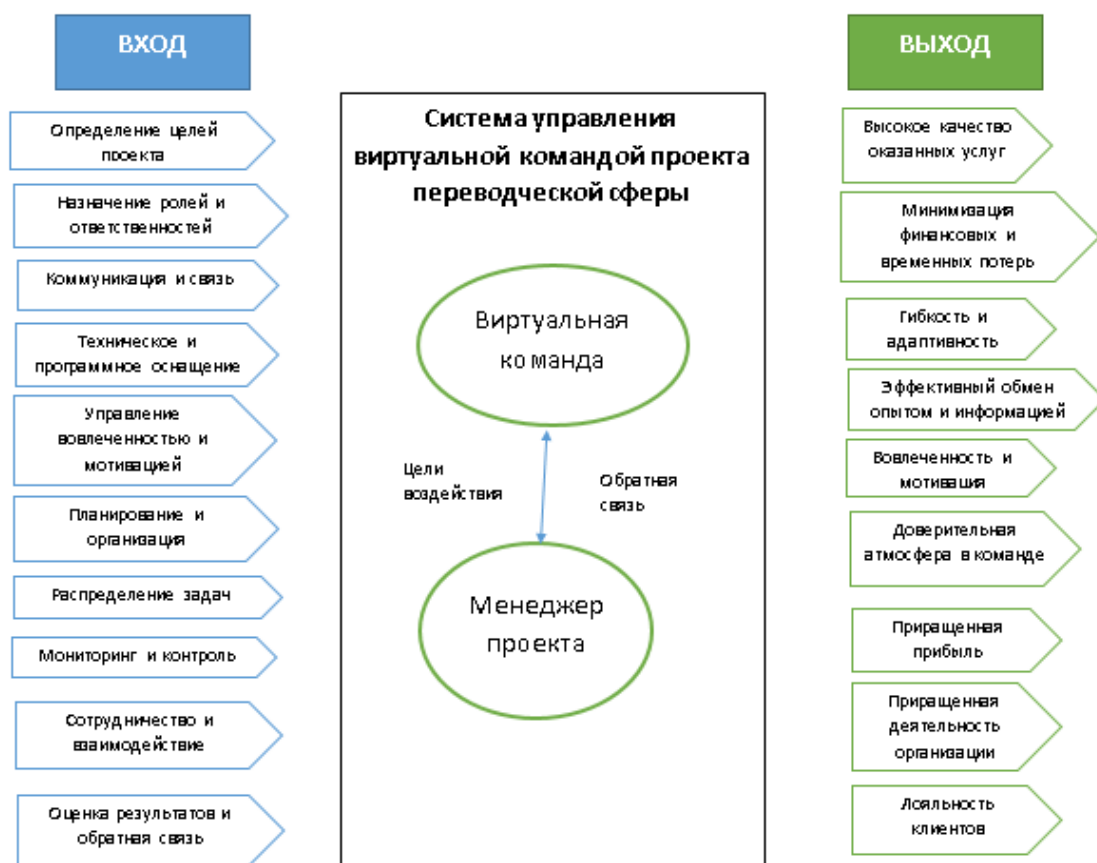 ВХОД
Определение целей
проекта
Назначение ролей и
ответственностей
Коммуникация и связь
Техническое и
программное оснащение
Управление
вовлеченностью и
мотивацией
Планирование и
организация
Распределение задач
Мониторинг и контроль
Сотрудничество и
взаимодействие
Оценка результатов и
обратная связь
Система управления
виртуальной командой проекта
переводческой сферы
Виртуальная
команда
Цели
воздействия
Обратная
связь
Менеджер
проекта
ВЫХОД
Высокое качество
оказанных услуг
Минимизация
финансовых и
временных потерь
Гибкость и
адаптивность
Эффективный обмен
опытом и информацией
Вовлеченность и
мотивация
Доверительная
атмосфера в команде
Приращенная
прибыль
Приращенная
деятельность
организации
Лояльность
клиентов